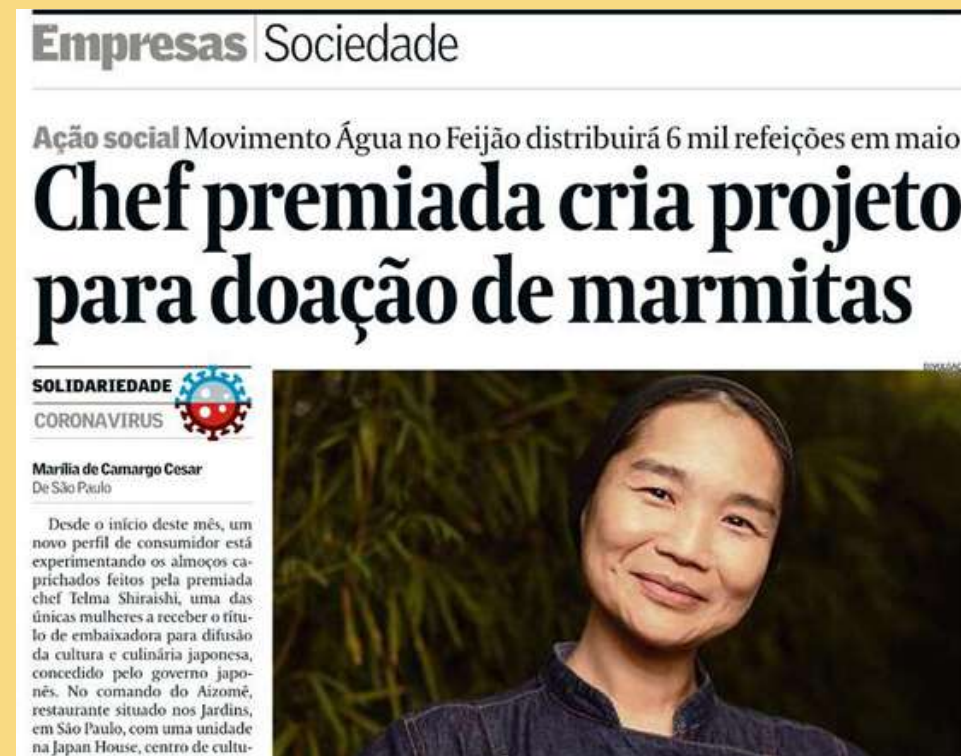 Empresas Sociedade
Ação social Movimento Água no Feijão distribuirá 6 mil refeições em maio
Chef premiada cria projeto
para doação de marmitas
SOLIDARIEDADE
CORONAVIRUS
Marília de Camargo Cesar
De São Paulo
Desde o início deste mês, um
novo perfil de consumidor está
experimentando os almoços ca-
prichados feitos pela premiada
chef Telma Shiraishi, uma das
únicas mulheres a receber o títu-
lo de embaixadora para difusão
da cultura e culinária japonesa,
concedido pelo governo japo-
nês. No comando do Aizomê,
restaurante situado nos Jardins,
em São Paulo, com uma unidade
na Japan House, centro de cultu-